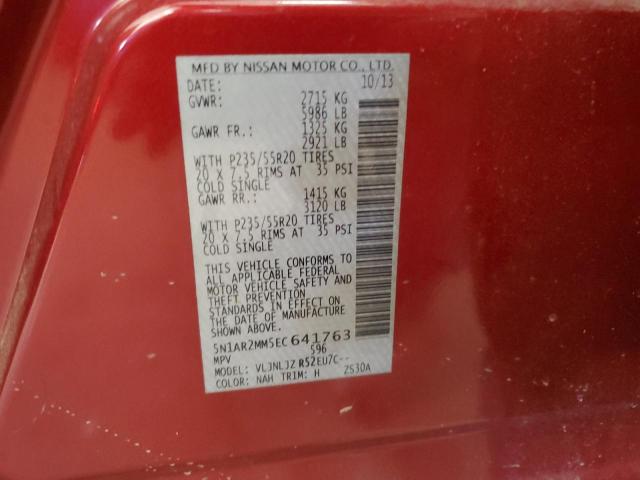 MFD BY NISSAN MOTOR CO., LTD.
DATE: 10/13
GVWR: 2715 KG
5986 LB
GAWR FR.: 1325 KG
2921 LB
WITH P235/55R20 TIRES
20 X 7.5 RIMS AT 35 PSI
COLD SINGLE
GAWR RR.: 1415 KG
3120 LB
WITH P235/55R20 TIRES
20 X 7.5 RIMS AT 35 PSI
COLD SINGLE
THIS VEHICLE CONFORMS TO
ALL APPLICABLE FEDERAL
MOTOR VEHICLE SAFETY AND
THEFT PREVENTION
STANDARDS IN EFFECT ON
THE DATE OF MANUFACTURE
SHOWN ABOVE.
5N1AR2MM5EC641763
MPV 596
MODEL: VLJNLJZ R52EU7C--
COLOR: NAH TRIM: H ZS30A